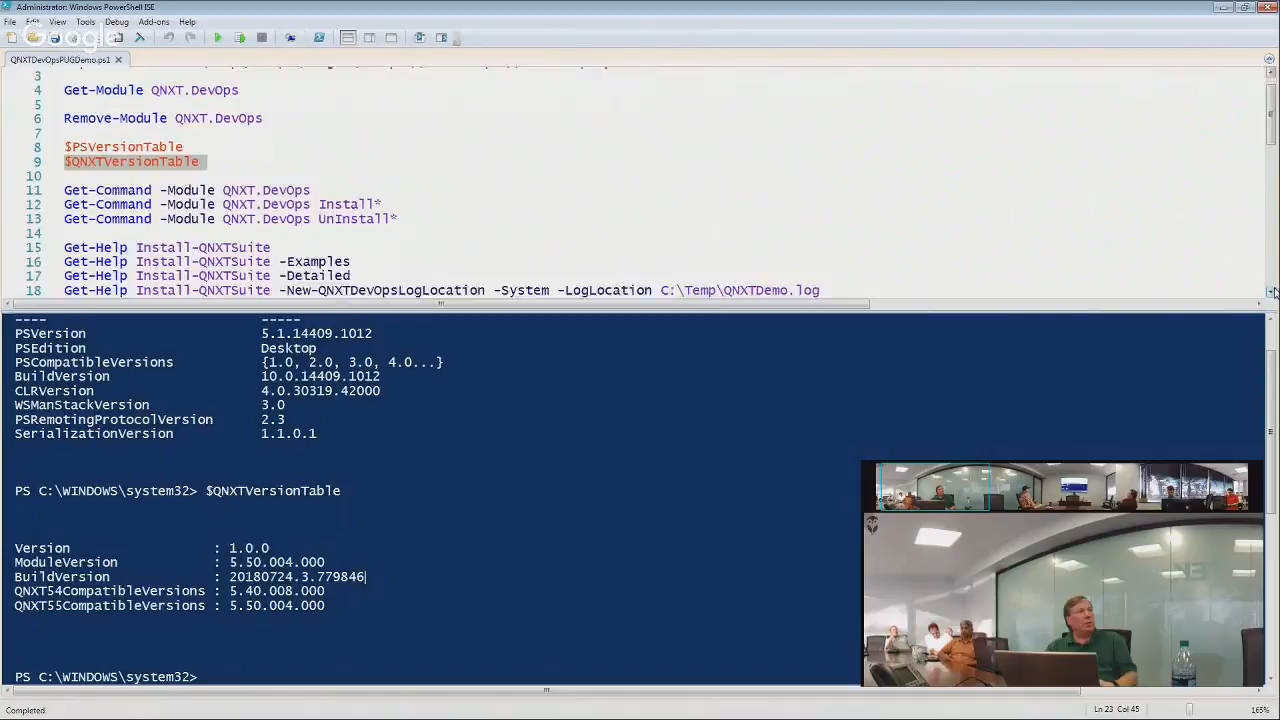 Administrator: Windows PowerShell ISE
File Edit View Tools Debug Add-ons Help
Google
QNXTDevOpsPUGDemo.ps1
3
4 Get-Module QNXT.DevOps
5
6 Remove-Module QNXT.DevOps
7
8 $PSVersionTable
9 $QNXTVersionTable
10
11 Get-Command -Module QNXT.DevOps
12 Get-Command -Module QNXT.DevOps Install*
13 Get-Command -Module QNXT.DevOps UnInstall*
14
15 Get-Help Install-QNXTSuite
16 Get-Help Install-QNXTSuite -Examples
17 Get-Help Install-QNXTSuite -Detailed
18 Get-Help Install-QNXTSuite -New-QNXTDevOpsLogLocation -System -LogLocation C:\Temp\QNXTDemo.log
---- -----
PSVersion 5.1.14409.1012
PSEdition Desktop
PSCompatibleVersions {1.0, 2.0, 3.0, 4.0...}
BuildVersion 10.0.14409.1012
CLRVersion 4.0.30319.42000
WSManStackVersion 3.0
PSRemotingProtocolVersion 2.3
SerializationVersion 1.1.0.1
PS C:\WINDOWS\system32> $QNXTVersionTable
Version : 1.0.0
ModuleVersion : 5.50.004.000
BuildVersion : 20180724.3.779846
QNXT54CompatibleVersions : 5.40.008.000
QNXT55CompatibleVersions : 5.50.004.000
PS C:\WINDOWS\system32>
Completed Ln 23 Col 45 165%